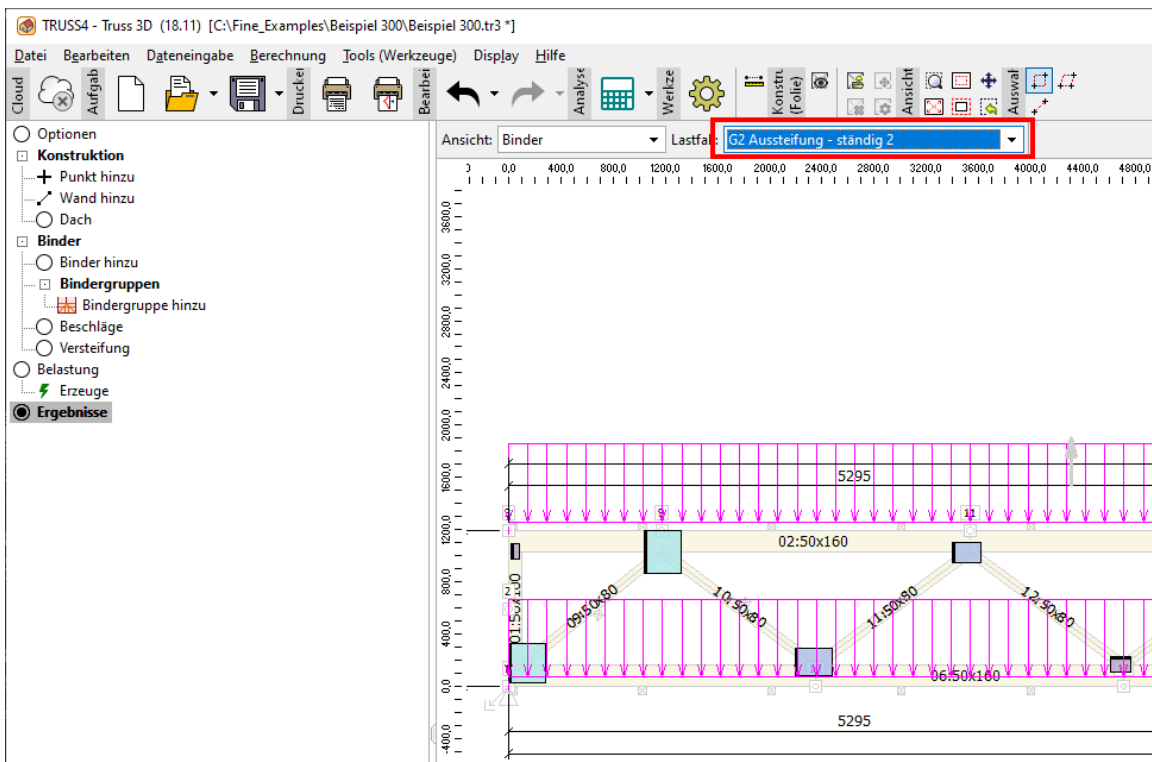 TRUSS4 - Truss 3D (18.11) [C:\Fine_Examples\Beispiel 300\Beispiel 300.tr3 *]
Datei Bearbeiten Dateneingabe Berechnung Tools (Werkzeuge) Display Hilfe
Cloud Aufgab Druckei Bearbei Analyse Werkze Konstru (Folie) Ansicht Auswahl
Ansicht: Binder Lastfall: G2 Aussteifung - ständig 2
Optionen
Konstruktion
Punkt hinzu
Wand hinzu
Dach
Binder
Binder hinzu
Bindergruppen
Bindergruppe hinzu
Beschläge
Versteifung
Belastung
Erzeuge
Ergebnisse
0,0 400,0 800,0 1200,0 1600,0 2000,0 2400,0 2800,0 3200,0 3600,0 4000,0 4400,0 4800,0
3600,0
3200,0
2800,0
2400,0
2000,0
1600,0
1200,0
800,0
400,0
0,0
-400,0
5295
9 11
02:50x160
2
01:50x100 09:50x80 10:50x80 11:50x80 12:50x80
06:50x160
5295